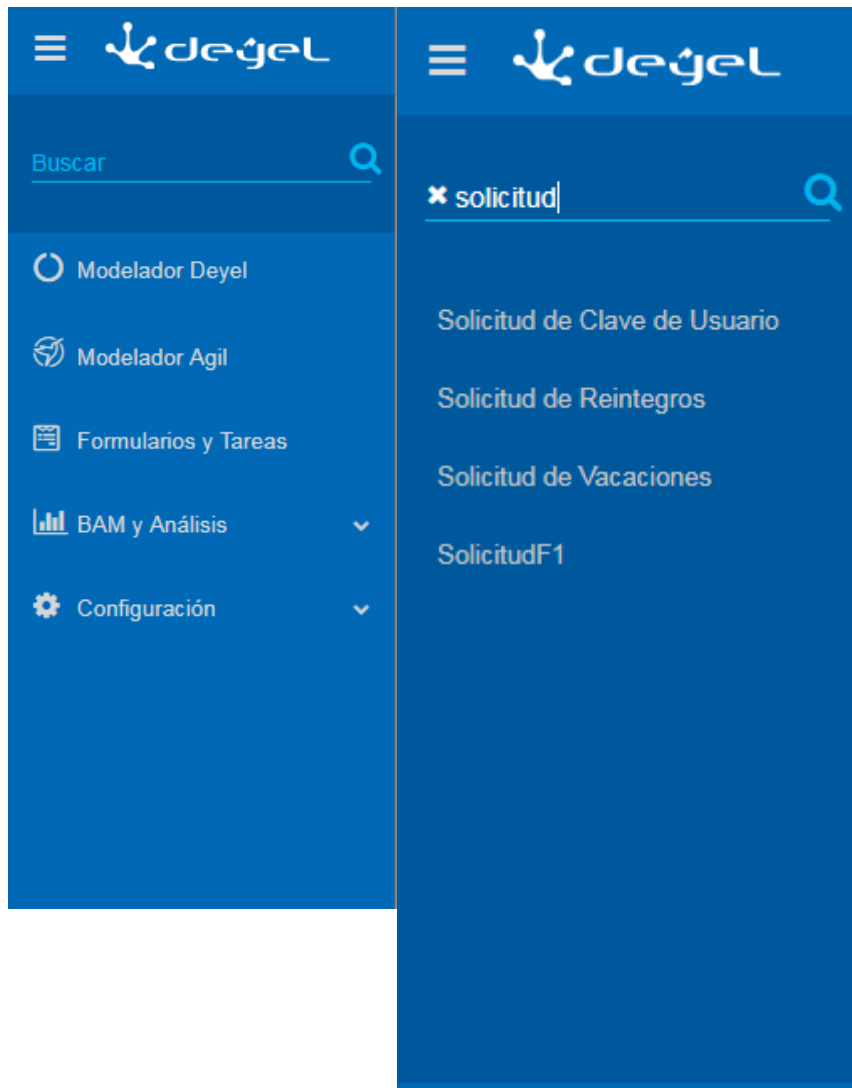 deyel
Buscar
Modelador Deyel
Modelador Agil
Formularios y Tareas
BAM y Análisis
Configuración
deyel
solicitud
Solicitud de Clave de Usuario
Solicitud de Reintegros
Solicitud de Vacaciones
SolicitudF1